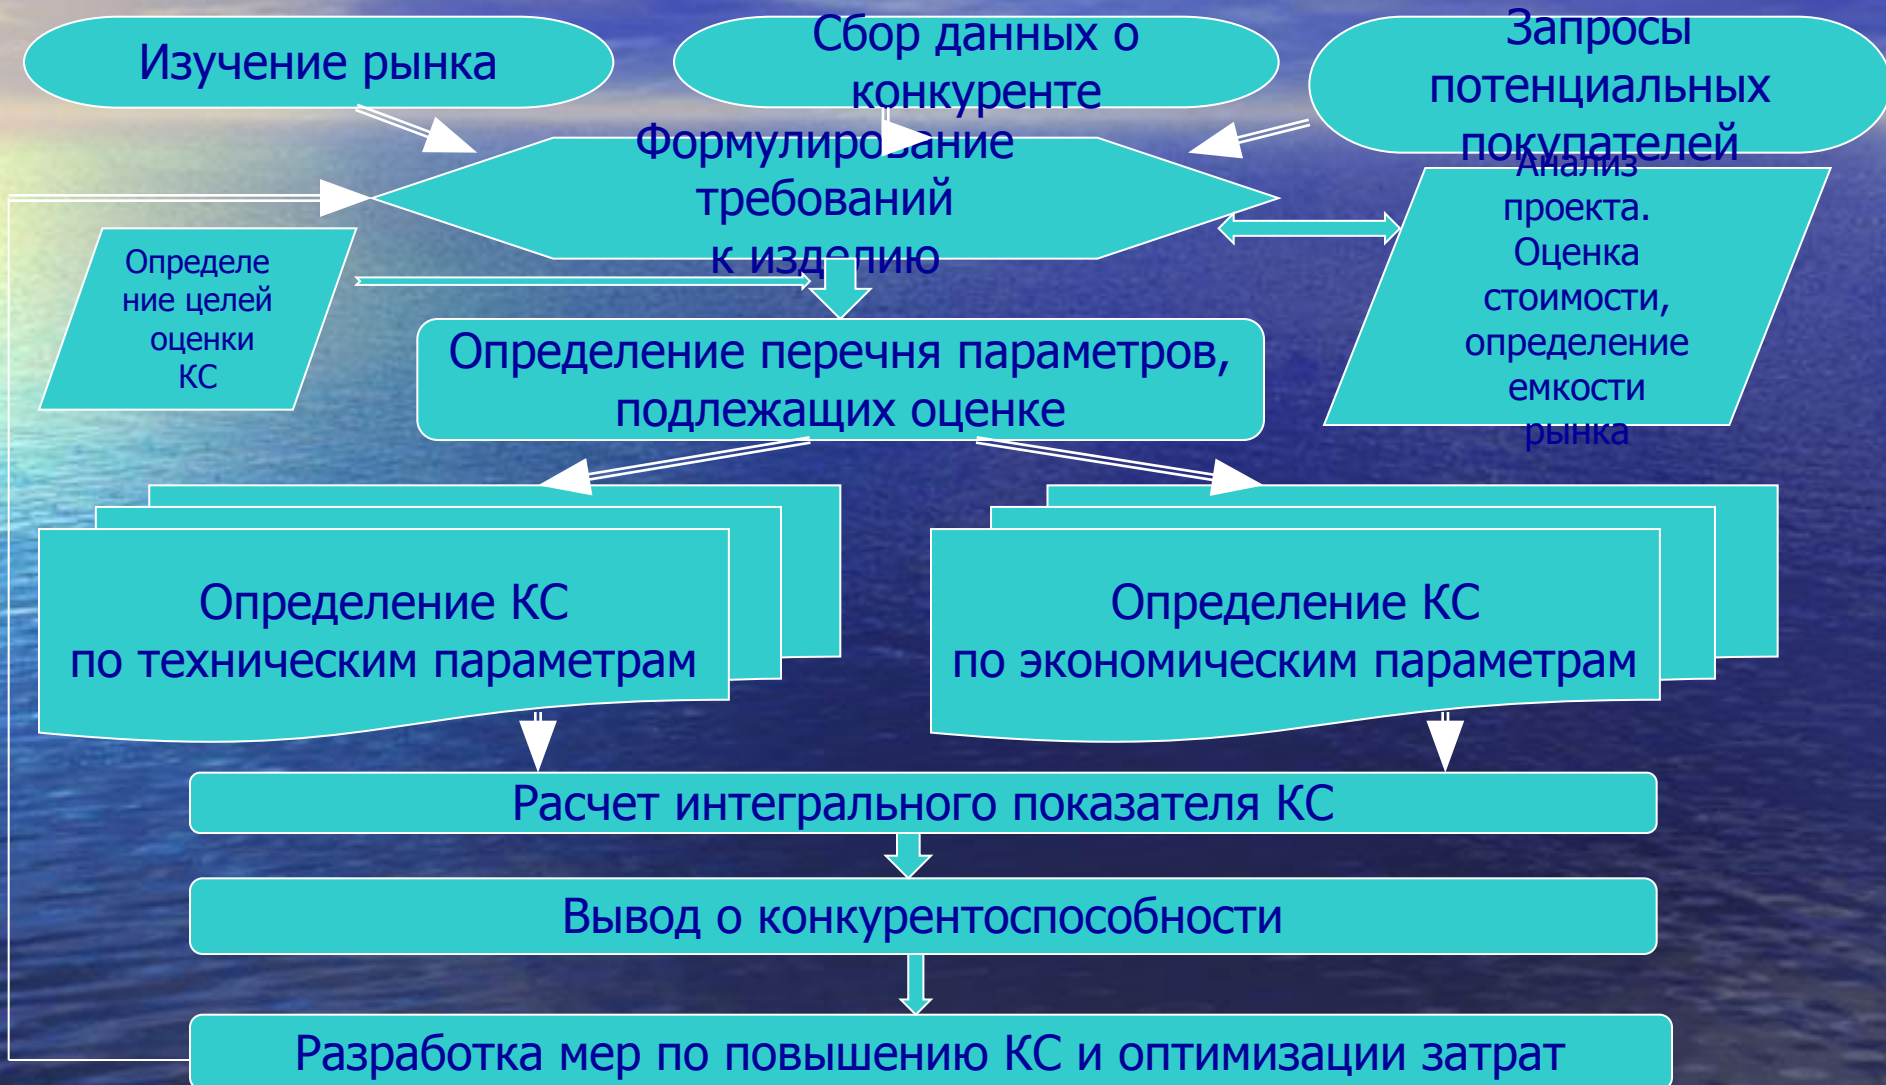 Изучение рынка
Сбор данных о
конкуренте
Запросы
потенциальных
покупателей
Формулирование
требований
к изделию
Анализ
проекта.
Оценка
стоимости,
определение
емкости
рынка
Определе
ние целей
оценки
КС
Определение перечня параметров,
подлежащих оценке
Определение КС
по техническим параметрам
Определение КС
по экономическим параметрам
Расчет интегрального показателя КС
Вывод о конкурентоспособности
Разработка мер по повышению КС и оптимизации затрат